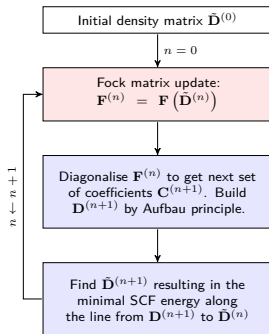 Initial density matrix D̃⁽⁰⁾
n = 0
Fock matrix update:
F⁽ⁿ⁾ = F (D̃⁽ⁿ⁾)
Diagonalise F⁽ⁿ⁾ to get next set
of coefficients C⁽ⁿ⁺¹⁾. Build
D⁽ⁿ⁺¹⁾ by Aufbau principle.
n ← n + 1
Find D̃⁽ⁿ⁺¹⁾ resulting in the
minimal SCF energy along
the line from D⁽ⁿ⁺¹⁾ to D̃⁽ⁿ⁾